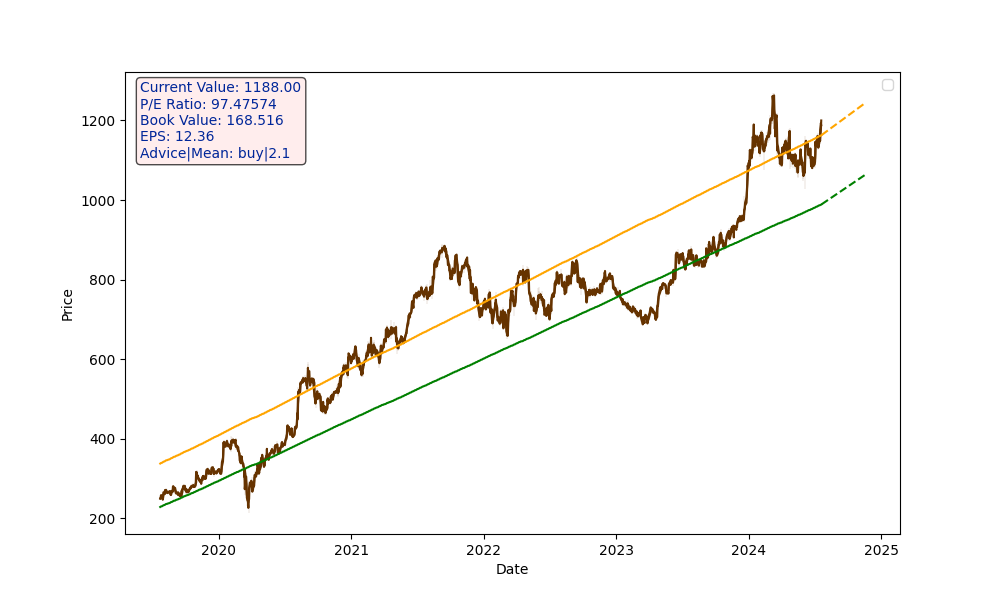 Current Value: 1188.00
P/E Ratio: 97.47574
Book Value: 168.516
EPS: 12.36
Advice|Mean: buy|2.1
1200
1000
800
600
400
200
Price
2020 2021 2022 2023 2024 2025
Date